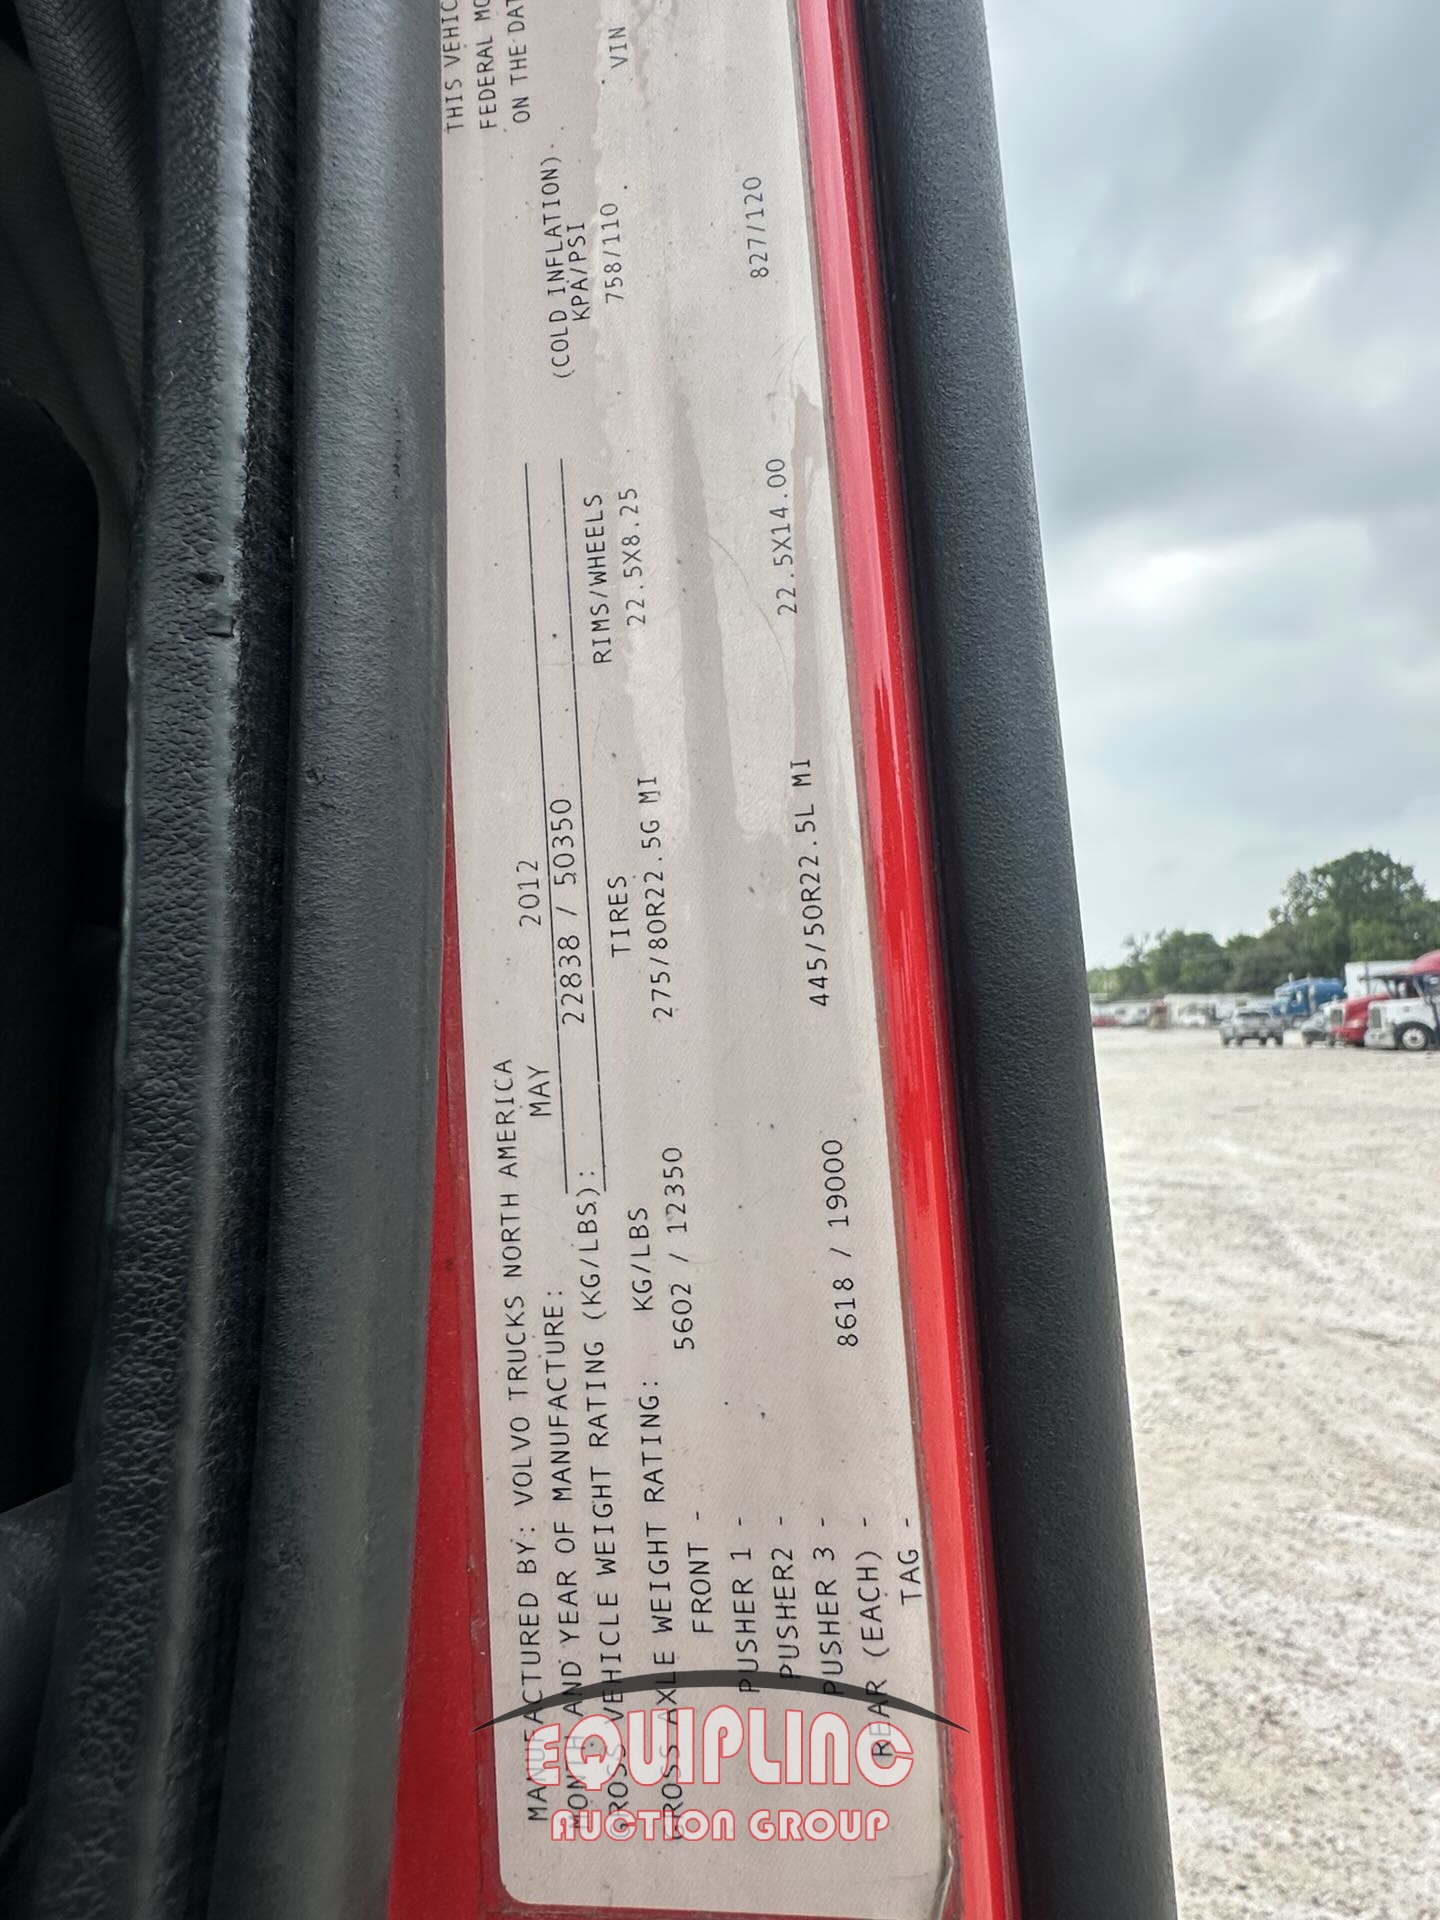 MANUFACTURED BY: VOLVO TRUCKS NORTH AMERICA
MONTH AND YEAR OF MANUFACTURE: MAY 2012
GROSS VEHICLE WEIGHT RATING (KG/LBS): 22838 / 50350
GROSS AXLE WEIGHT RATING: KG/LBS TIRES RIMS/WHEELS (COLD INFLATION) KPA/PSI
FRONT - 5602 / 12350 275/80R22.5G MI 22.5X8.25 758/110
PUSHER 1 -
PUSHER2 -
PUSHER 3 -
REAR (EACH) - 8618 / 19000 445/50R22.5L MI 22.5X14.00 827/120
TAG -
THIS VEHIC
FEDERAL MO
ON THE DAT
VIN
EQUIPLINC
AUCTION GROUP